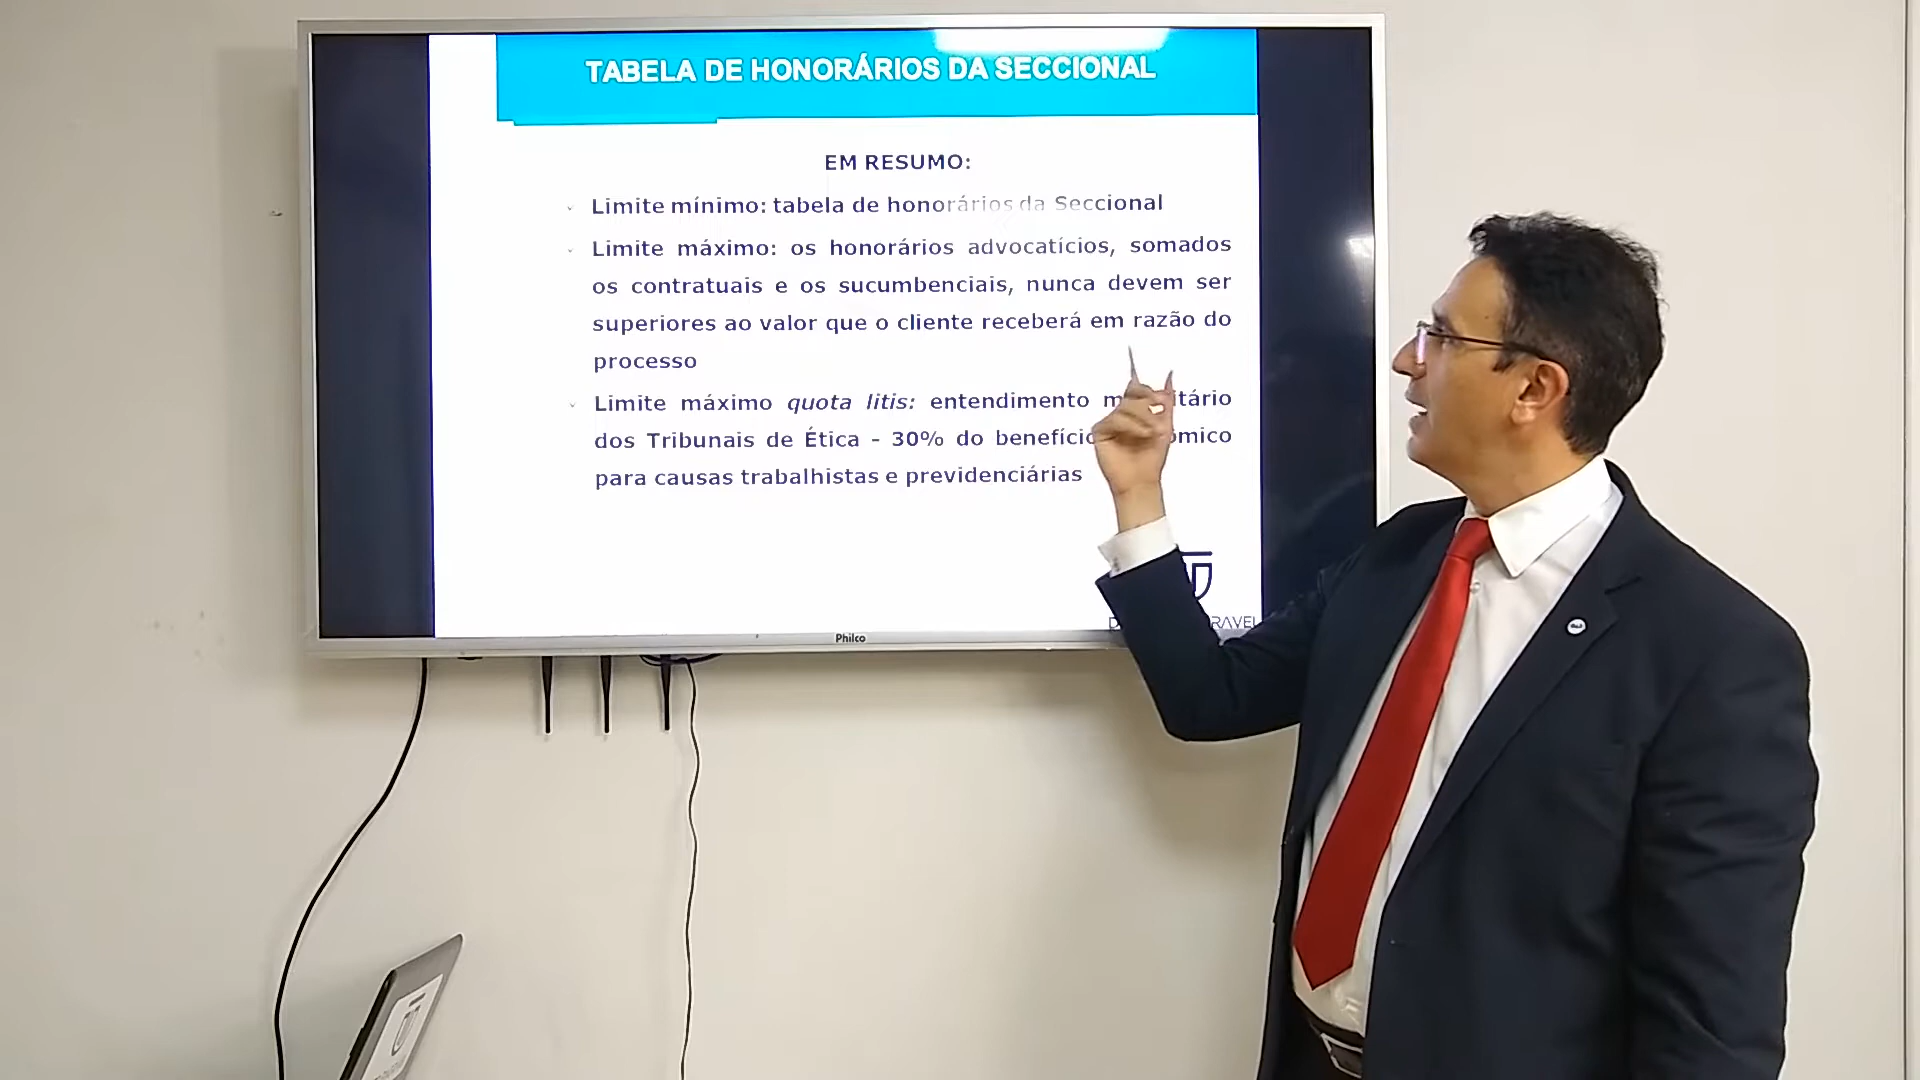 TABELA DE HONORÁRIOS DA SECCIONAL
EM RESUMO:
Limite mínimo: tabela de honorários da Seccional
Limite máximo: os honorários advocatícios, somados
os contratuais e os sucumbenciais, nunca devem ser
superiores ao valor que o cliente receberá em razão do
processo
Limite máximo quota litis: entendimento
dos Tribunais de Ética - 30% do
para causas trabalhistas e previdenciárias
Philco